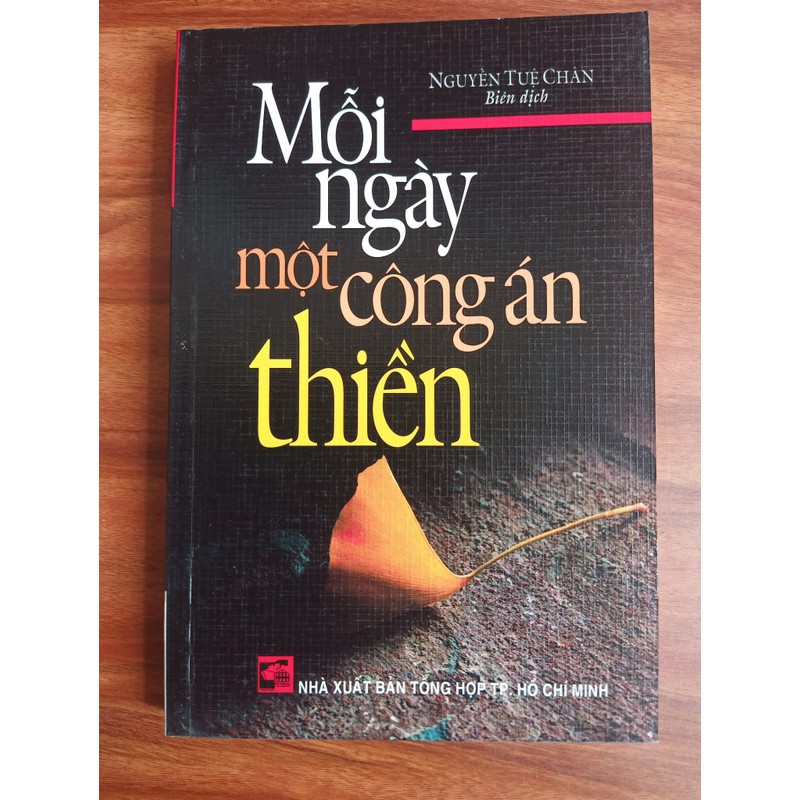 NGUYỄN TUỆ CHÂN
Biên dịch
Mỗi
ngày
một công án
thiền
NHÀ XUẤT BẢN TỔNG HỢP TP. HỒ CHÍ MINH